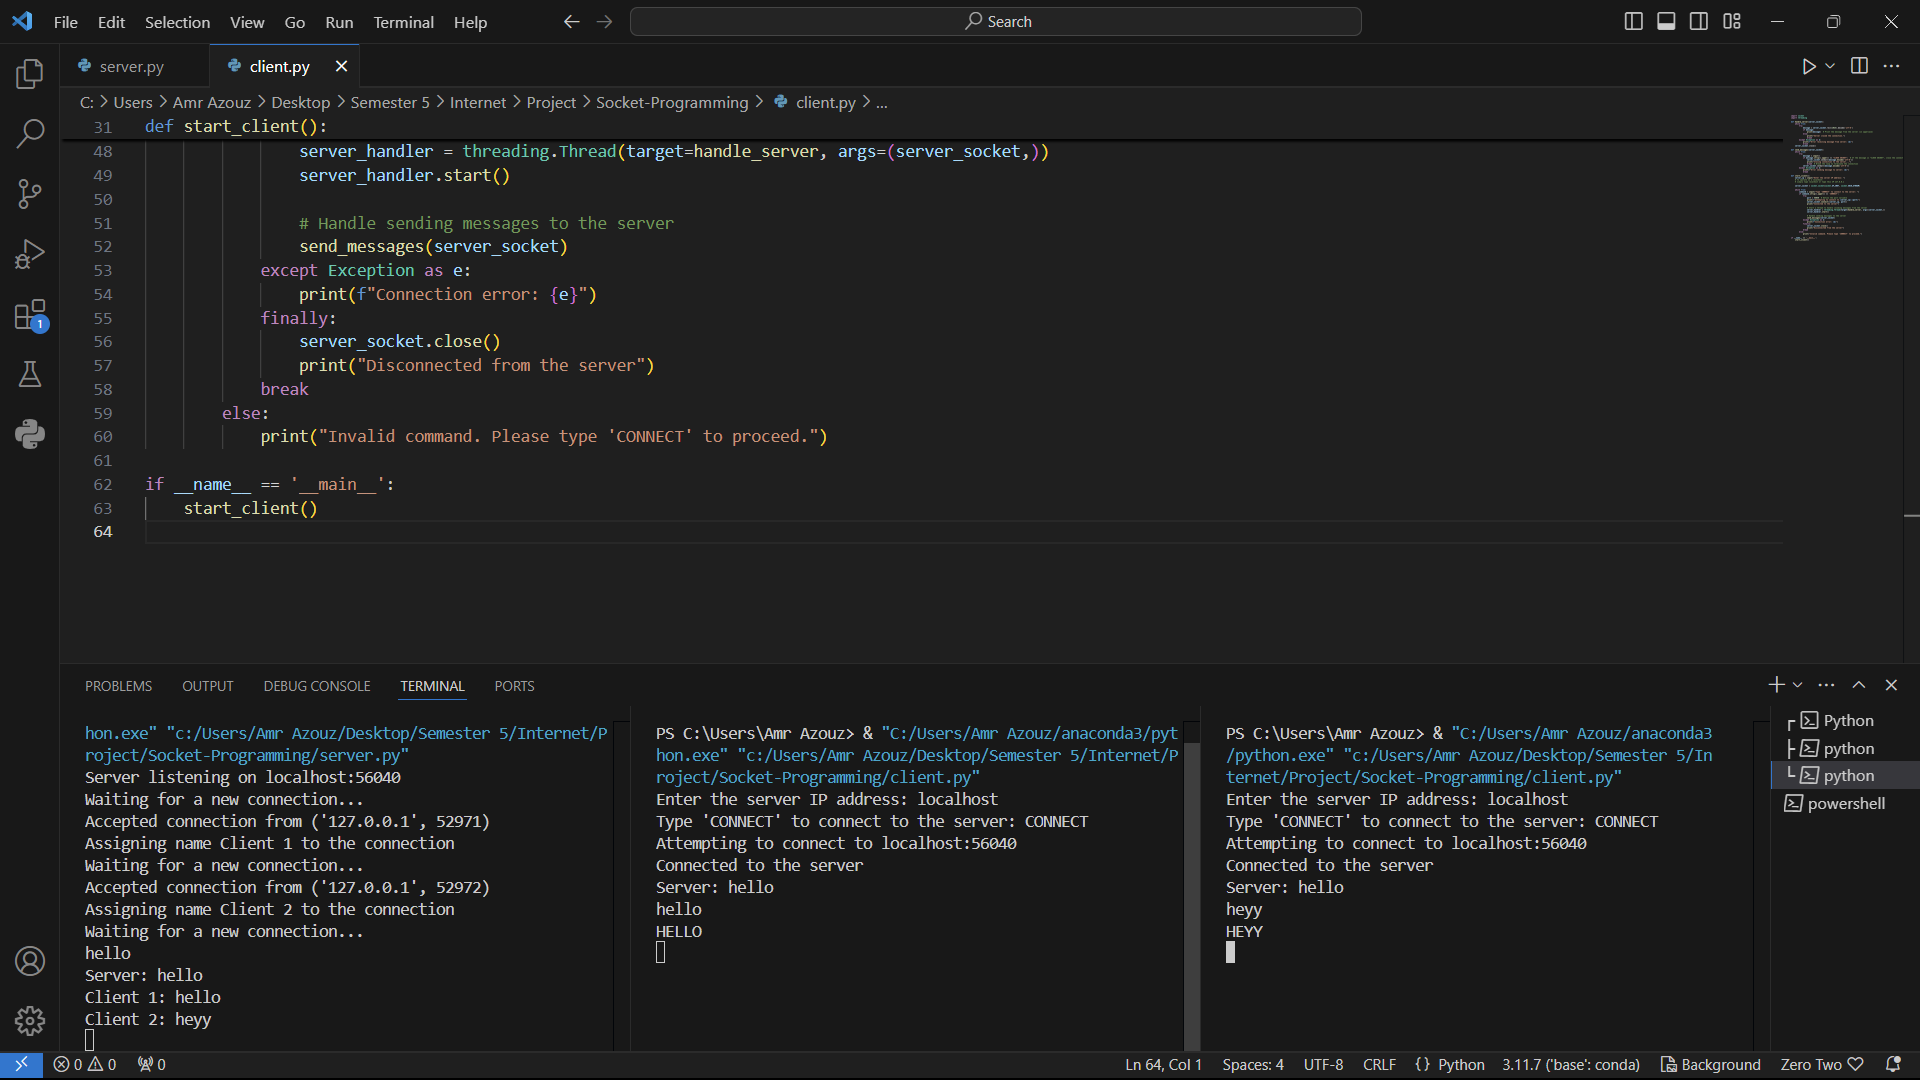 File Edit Selection View Go Run Terminal Help
Search
server.py
client.py
C: > Users > Amr Azouz > Desktop > Semester 5 > Internet > Project > Socket-Programming > client.py > ...
31 def start_client():
48 server_handler = threading.Thread(target=handle_server, args=(server_socket,))
49 server_handler.start()
50
51 # Handle sending messages to the server
52 send_messages(server_socket)
53 except Exception as e:
54 print(f"Connection error: {e}")
55 finally:
56 server_socket.close()
57 print("Disconnected from the server")
58 break
59 else:
60 print("Invalid command. Please type 'CONNECT' to proceed.")
61
62 if __name__ == '__main__':
63 start_client()
64
1
PROBLEMS OUTPUT DEBUG CONSOLE TERMINAL PORTS
hon.exe" "c:/Users/Amr Azouz/Desktop/Semester 5/Internet/P
roject/Socket-Programming/server.py"
Server listening on localhost:56040
Waiting for a new connection...
Accepted connection from ('127.0.0.1', 52971)
Assigning name Client 1 to the connection
Waiting for a new connection...
Accepted connection from ('127.0.0.1', 52972)
Assigning name Client 2 to the connection
Waiting for a new connection...
hello
Server: hello
Client 1: hello
Client 2: heyy
PS C:\Users\Amr Azouz> & "C:/Users/Amr Azouz/anaconda3/pyt
hon.exe" "c:/Users/Amr Azouz/Desktop/Semester 5/Internet/P
roject/Socket-Programming/client.py"
Enter the server IP address: localhost
Type 'CONNECT' to connect to the server: CONNECT
Attempting to connect to localhost:56040
Connected to the server
Server: hello
hello
HELLO
PS C:\Users\Amr Azouz> & "C:/Users/Amr Azouz/anaconda3
/python.exe" "c:/Users/Amr Azouz/Desktop/Semester 5/In
ternet/Project/Socket-Programming/client.py"
Enter the server IP address: localhost
Type 'CONNECT' to connect to the server: CONNECT
Attempting to connect to localhost:56040
Connected to the server
Server: hello
heyy
HEYY
Python
python
python
powershell
0 0 0
Ln 64, Col 1 Spaces: 4 UTF-8 CRLF {} Python 3.11.7 ('base': conda) Background Zero Two